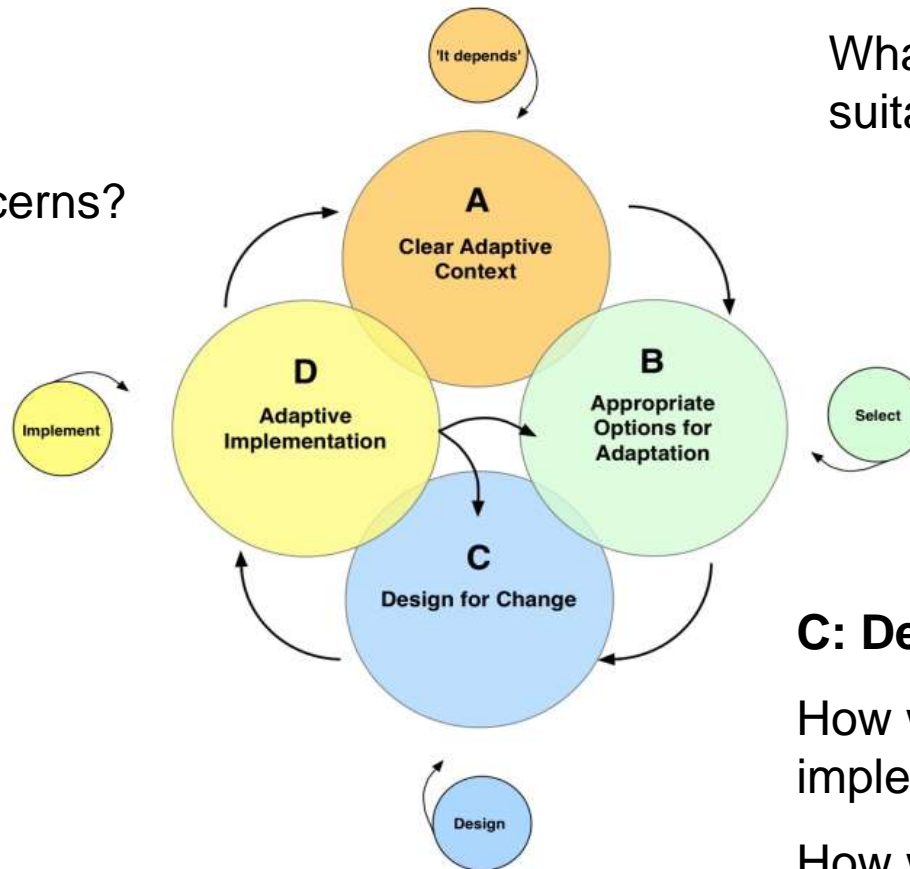 'It depends'
suita
cerns?
A
Clear Adaptive
Context
D
Adaptive
Implementation
B
Appropriate
Options for
Adaptation
Implement
Select
C
Design for Change
C: De
How
imple
How
Design